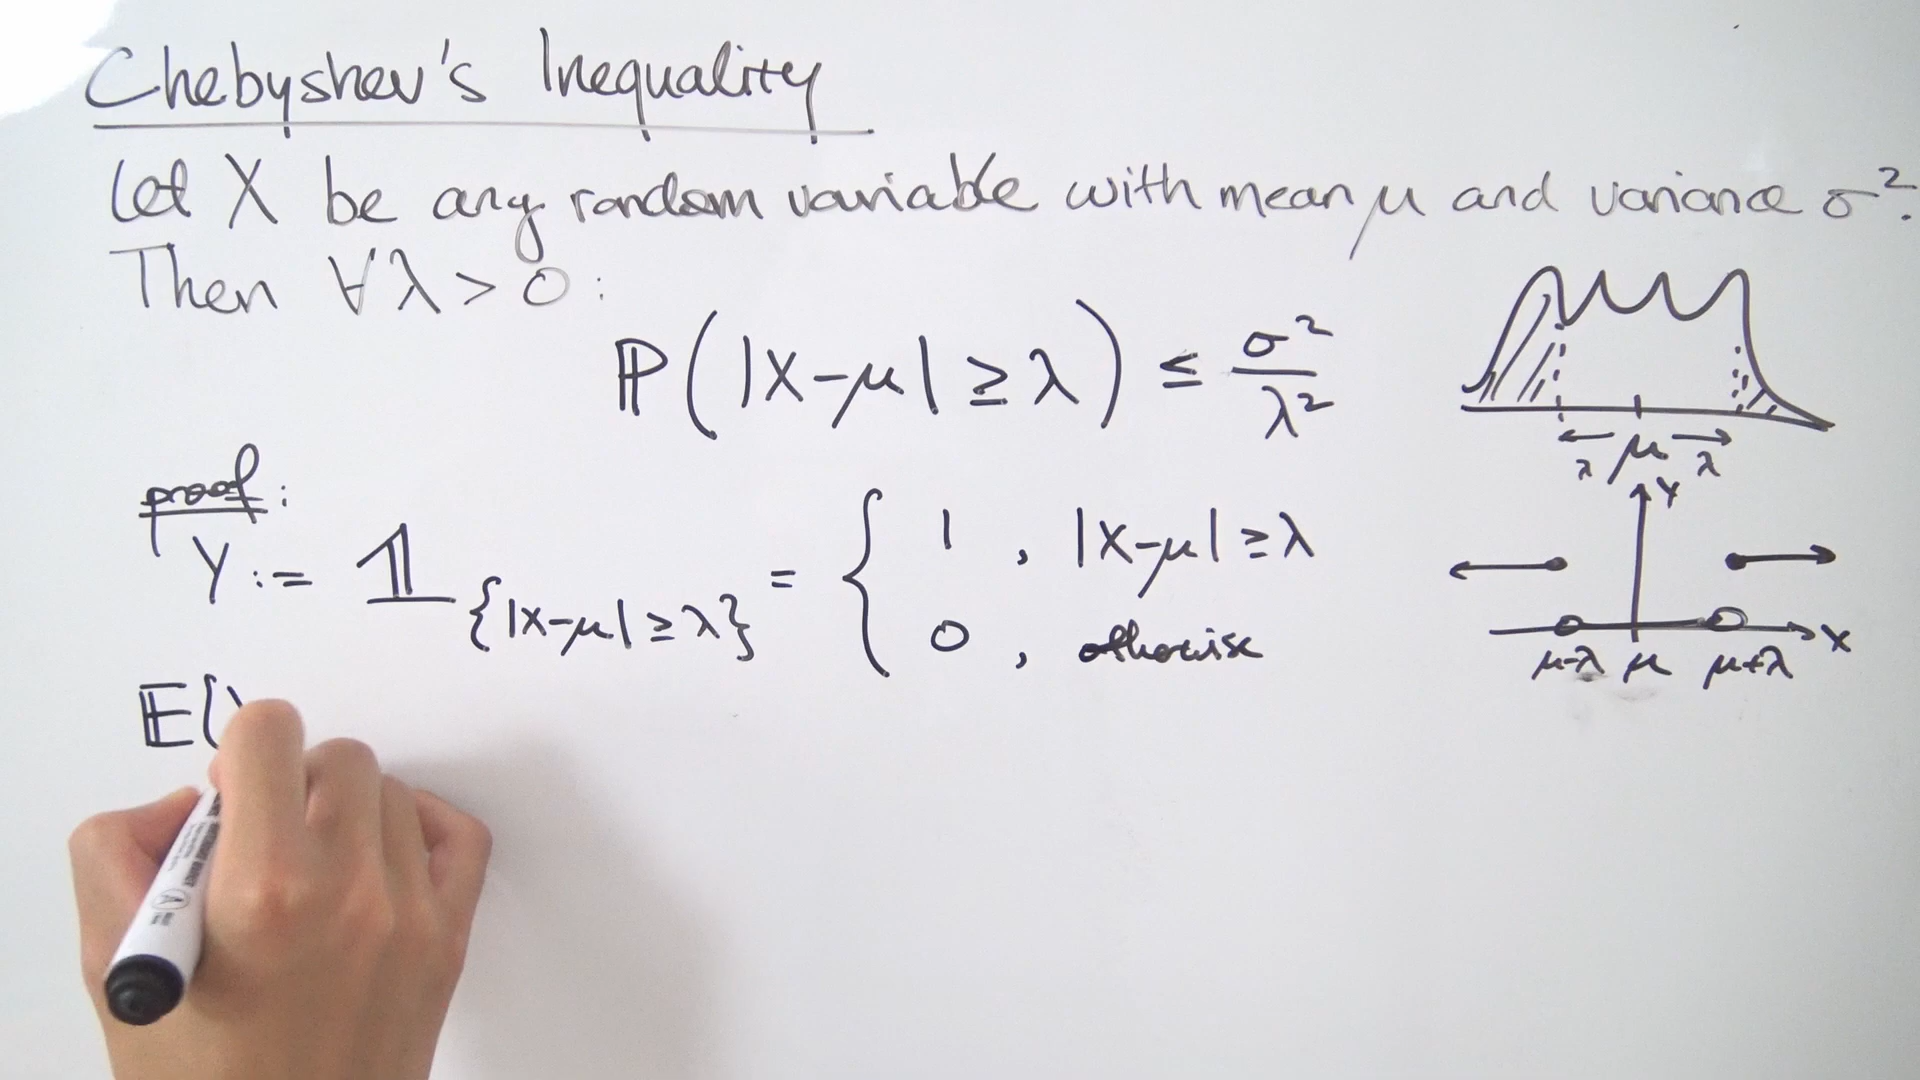 Chebyshev's Inequality
Let X be any random variable with mean μ and variance σ².
Then ∀λ > 0 :
ℙ( |X-μ| ≥ λ ) ≤ σ²/λ²
λ μ λ
proof:
Y := 𝟙_{|X-μ| ≥ λ} = { 1 , |X-μ| ≥ λ
0 , otherwise
Y
X
μ-λ μ μ+λ
𝔼(